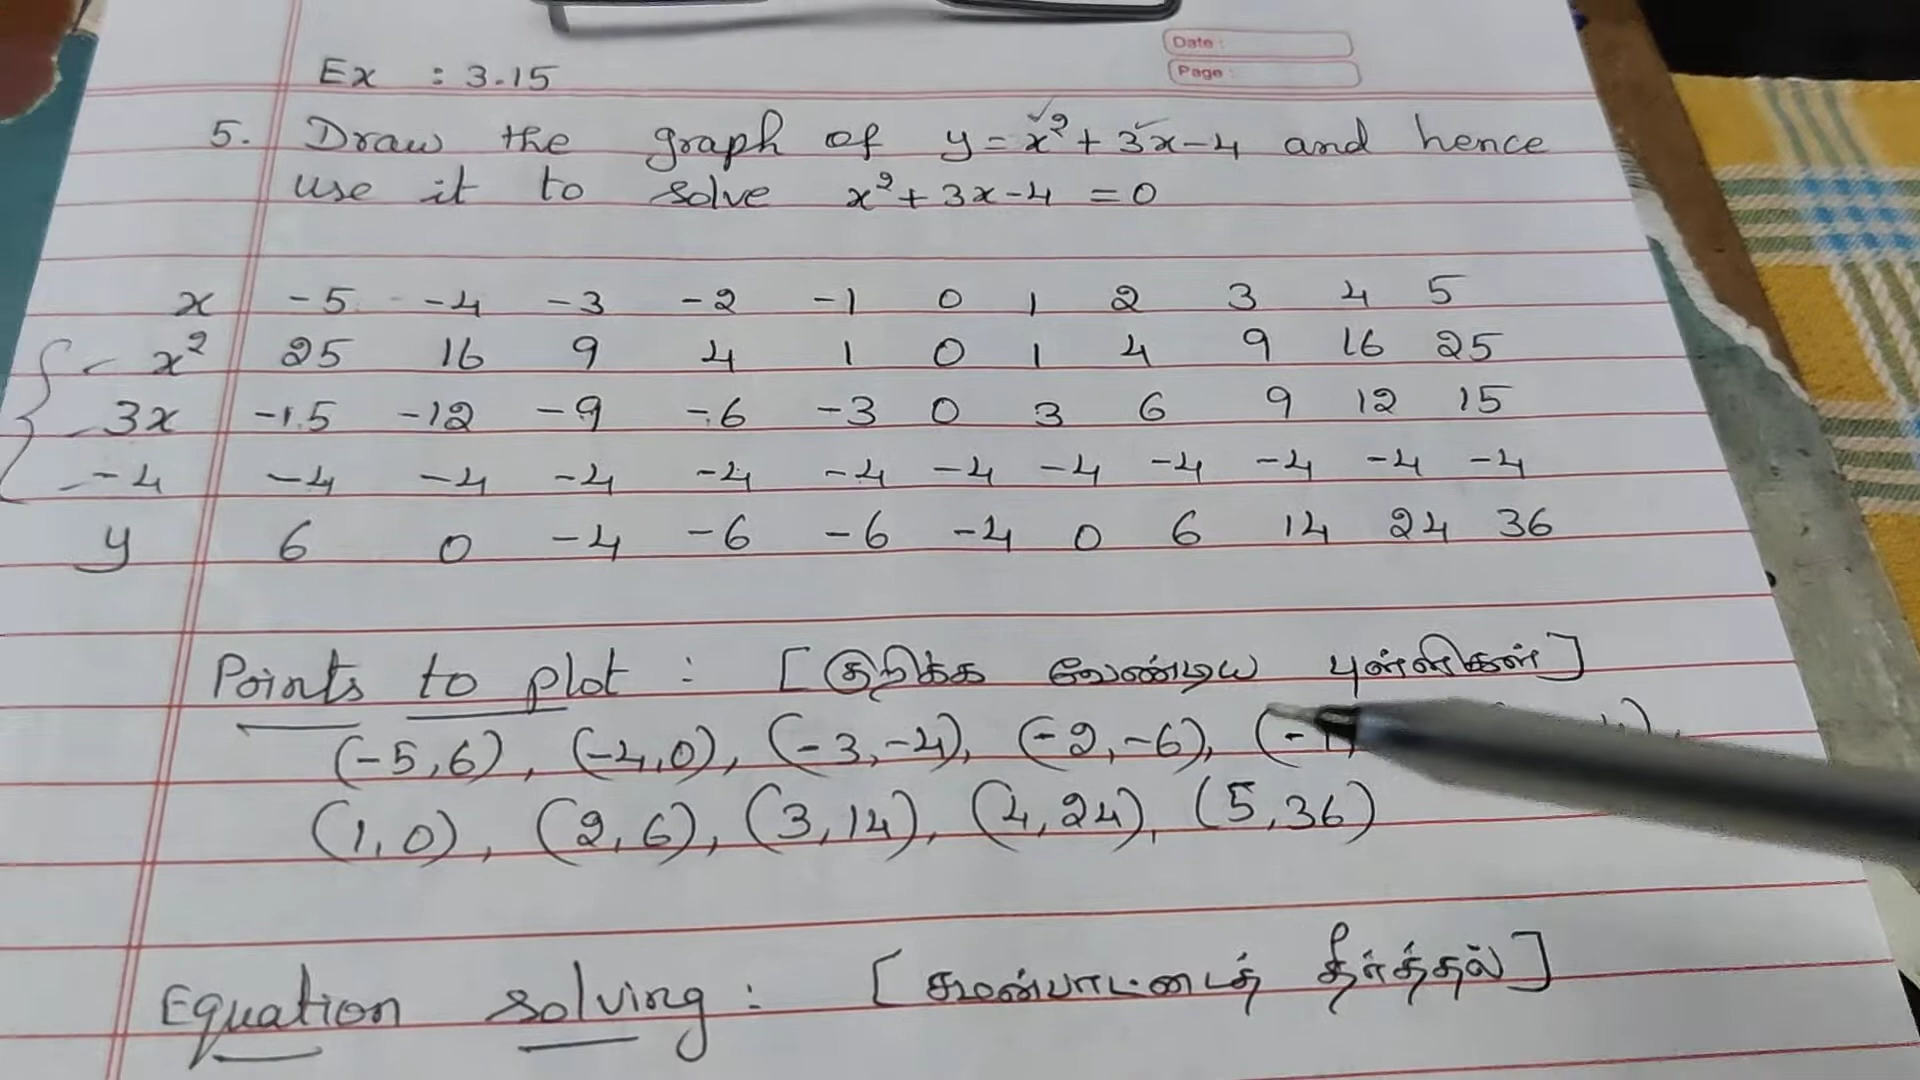 Date :
Page :
Ex : 3.15
5. Draw the graph of y = x² + 3x - 4 and hence
use it to solve x² + 3x - 4 = 0
x -5 -4 -3 -2 -1 0 1 2 3 4 5
x² 25 16 9 4 1 0 1 4 9 16 25
3x -15 -12 -9 -6 -3 0 3 6 9 12 15
-4 -4 -4 -4 -4 -4 -4 -4 -4 -4 -4 -4
y 6 0 -4 -6 -6 -4 0 6 14 24 36
Points to plot : [குறிக்க வேண்டிய புள்ளிகள்]
(-5,6), (-4,0), (-3,-4), (-2,-6), (-1,
(1,0), (2,6), (3,14), (4,24), (5,36)
Equation solving : [சமன்பாட்டைத் தீர்த்தல்]